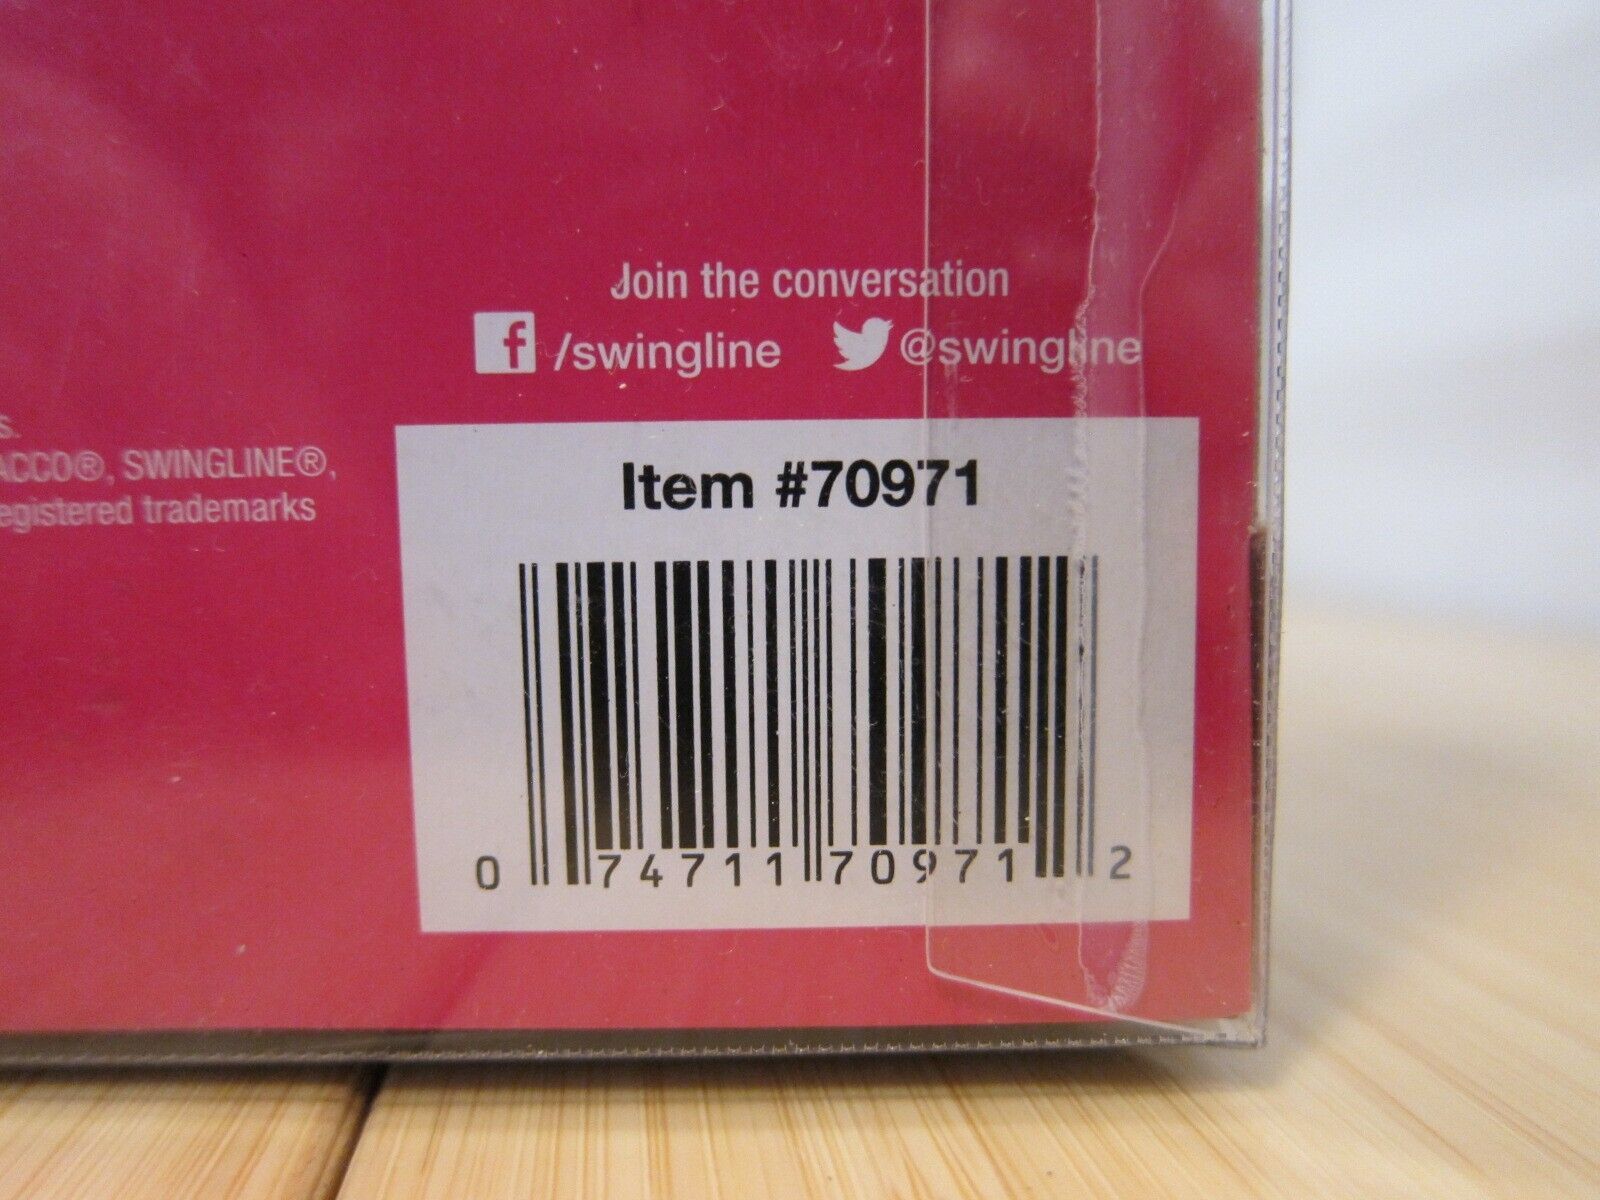 Join the conversation
/swingline @swingline
s.
ACCO®, SWINGLINE®,
egistered trademarks
Item #70971
0 74711 70971 2